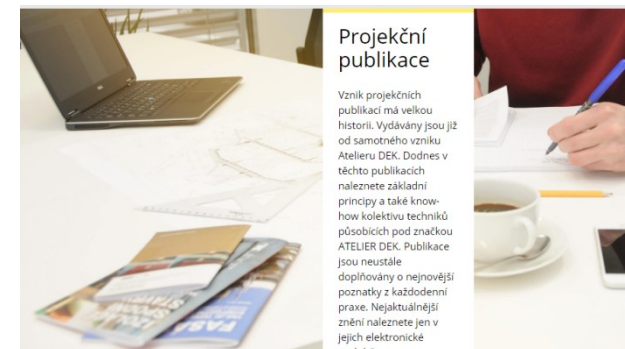 Projekční
publikace
Vznik projekčních
publikací má velkou
historii. Vydávány jsou již
od samotného vzniku
Atelieru DEK. Dodnes v
těchto publikacích
naleznete základní
principy a také know-
how kolektivu techniků
působících pod značkou
ATELIER DEK. Publikace
jsou neustále
doplňovány o nejnovější
poznatky z každodenní
praxe. Nejaktuálnější
znění naleznete jen v
jejich elektronické